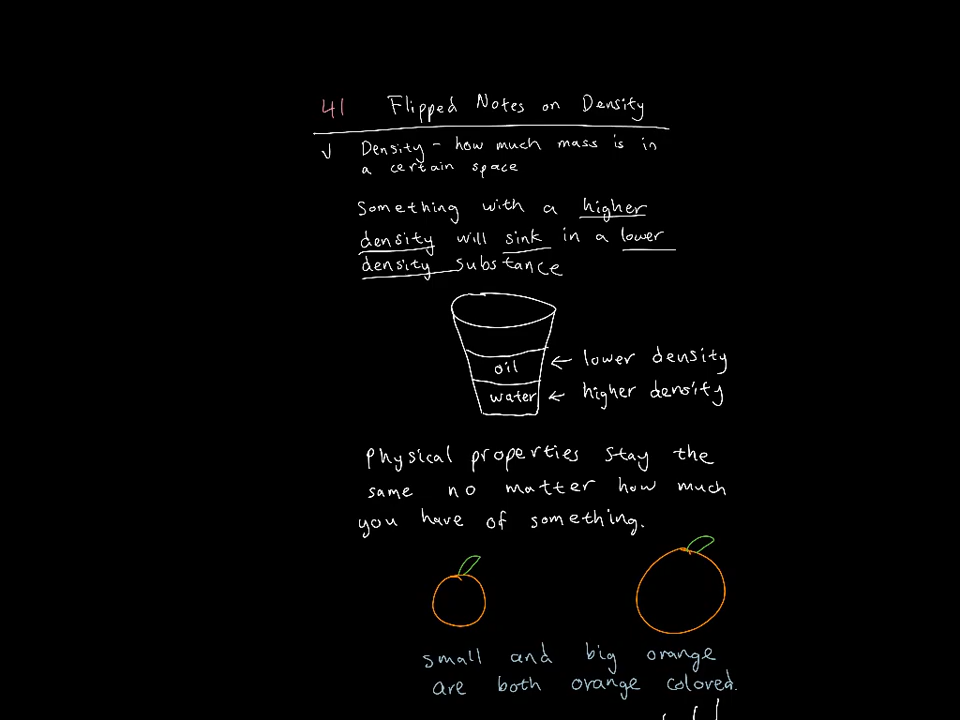 41 Flipped Notes on Density
√ Density - how much mass is in
a certain space
Something with a higher
density will sink in a lower
density substance
oil ← lower density
water ← higher density
Physical properties stay the
same no matter how much
you have of something.
small and big orange
are both orange colored.